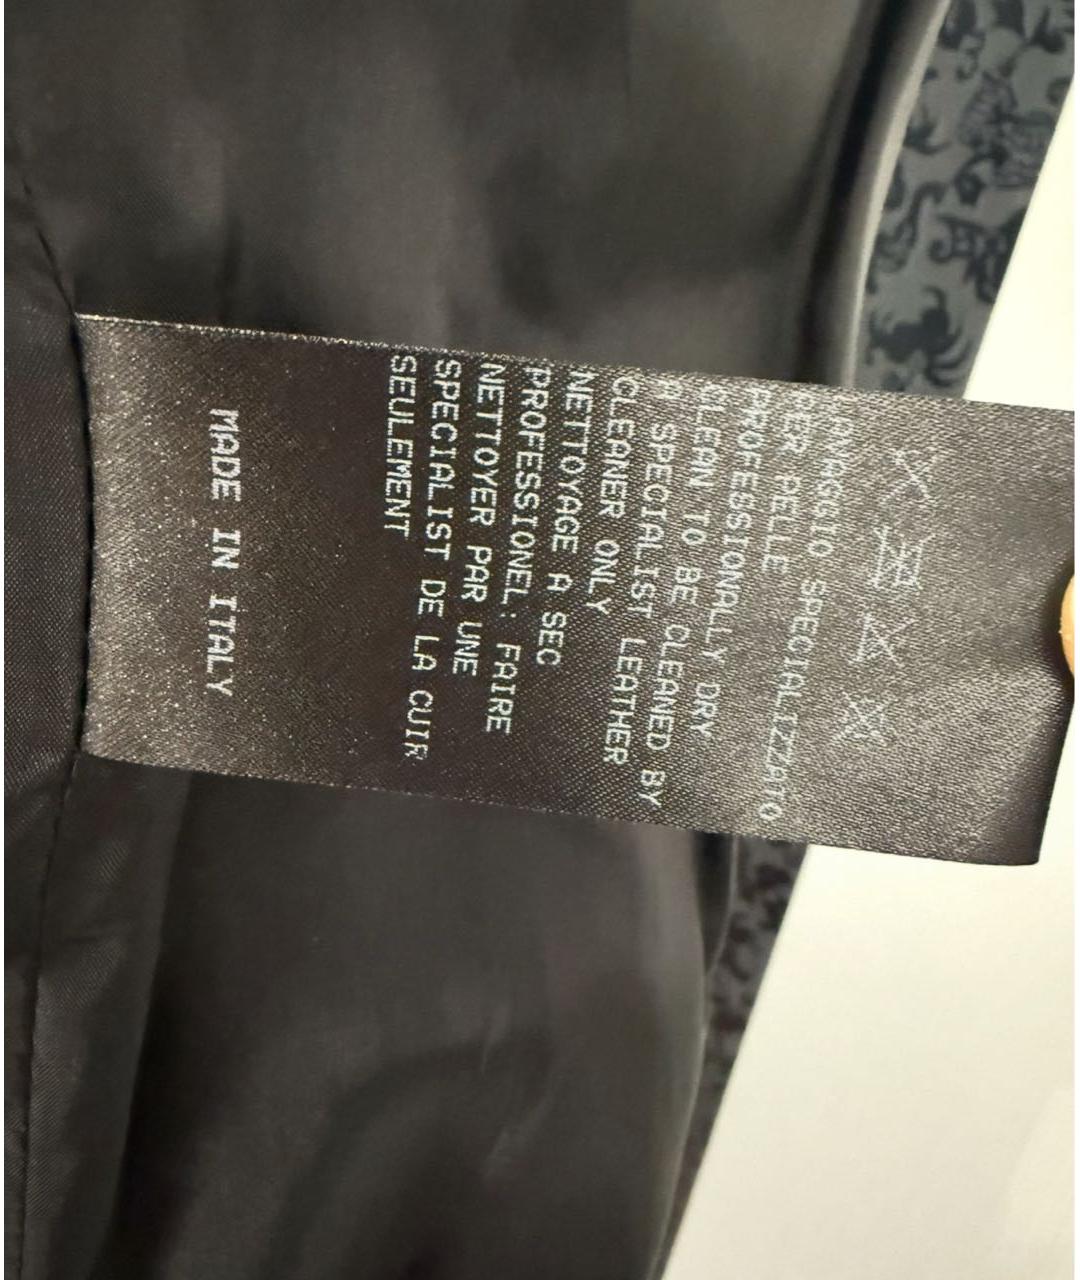 LAVAGGIO SPECIALIZZATO
PER PELLE
PROFESSIONALLY DRY
CLEAN TO BE CLEANED BY
SPECIALIST LEATHER
CLEANER ONLY
NETTOYAGE A SEC
PROFESSIONEL: FAIRE
NETTOYER PAR UNE
SPECIALIST DE LA CUIR
SEULEMENT
MADE IN ITALY